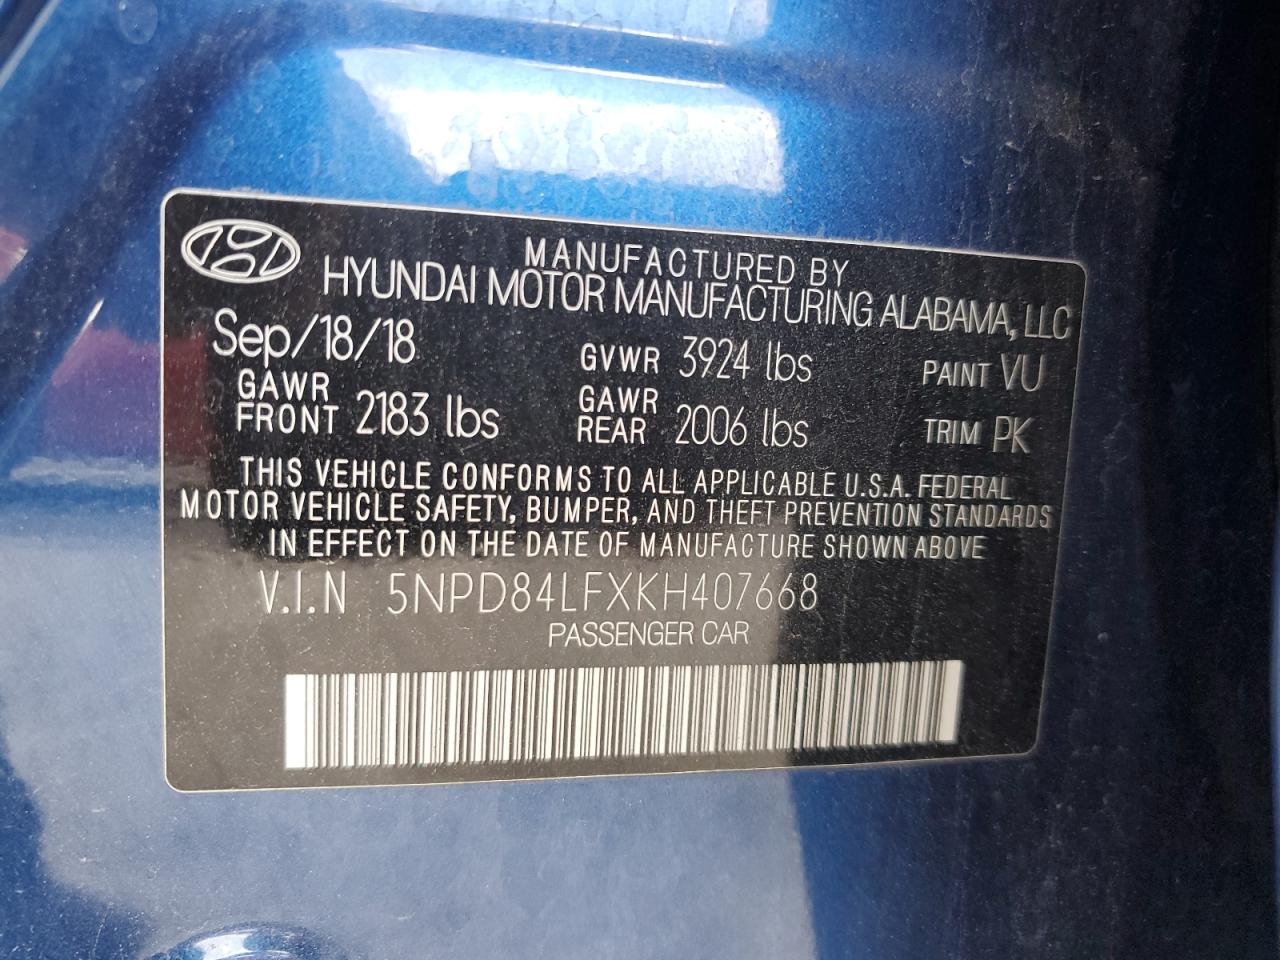 MANUFACTURED BY
HYUNDAI MOTOR MANUFACTURING ALABAMA, LLC
Sep/18/18 GVWR 3924 lbs PAINT VU
GAWR FRONT 2183 lbs GAWR REAR 2006 lbs TRIM PK
THIS VEHICLE CONFORMS TO ALL APPLICABLE U.S.A. FEDERAL
MOTOR VEHICLE SAFETY, BUMPER, AND THEFT PREVENTION STANDARDS
IN EFFECT ON THE DATE OF MANUFACTURE SHOWN ABOVE
V.I.N 5NPD84LFXKH407668
PASSENGER CAR